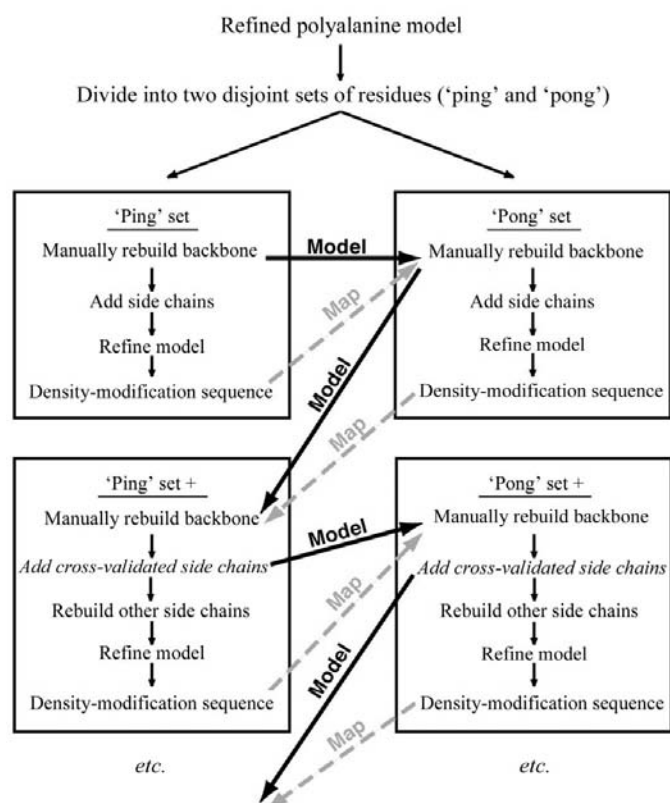 Refined polyalanine model
Divide into two disjoint sets of residues (‘ping’ and ‘pong’)
‘Ping’ set
Manually rebuild backbone
Add side chains
Refine model
Density-modification sequence
Model
Map
‘Pong’ set
Manually rebuild backbone
Add side chains
Refine model
Density-modification sequence
Model
Map
‘Ping’ set +
Manually rebuild backbone
Add cross-validated side chains
Rebuild other side chains
Refine model
Density-modification sequence
Model
Map
‘Pong’ set +
Manually rebuild backbone
Add cross-validated side chains
Rebuild other side chains
Refine model
Density-modification sequence
Model
Map
etc.
etc.